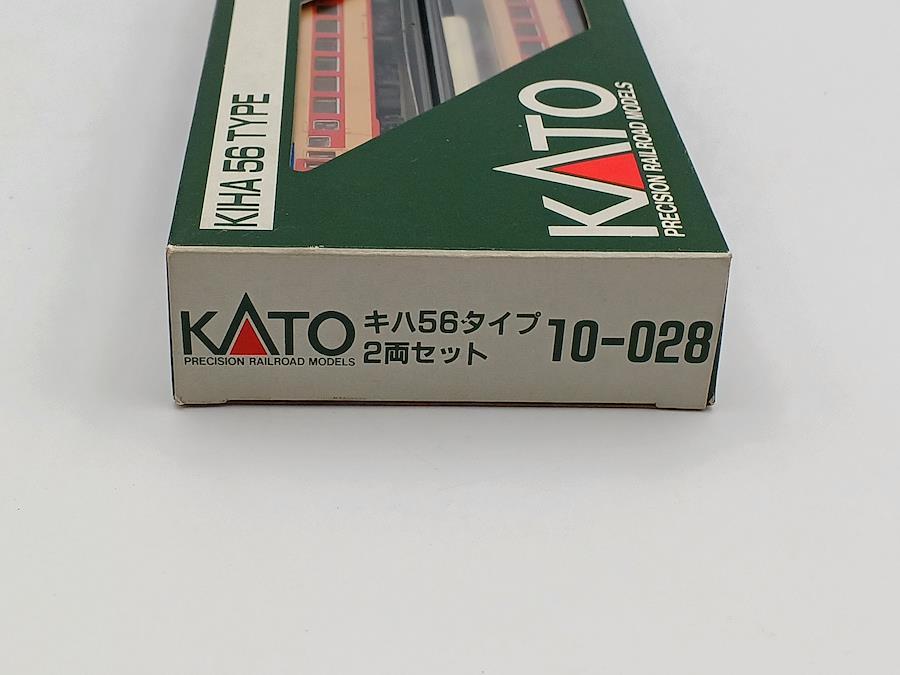 KIHA 56 TYPE
KATO
PRECISION RAILROAD MODELS
KATO
PRECISION RAILROAD MODELS
キハ56タイプ
2両セット
10-028